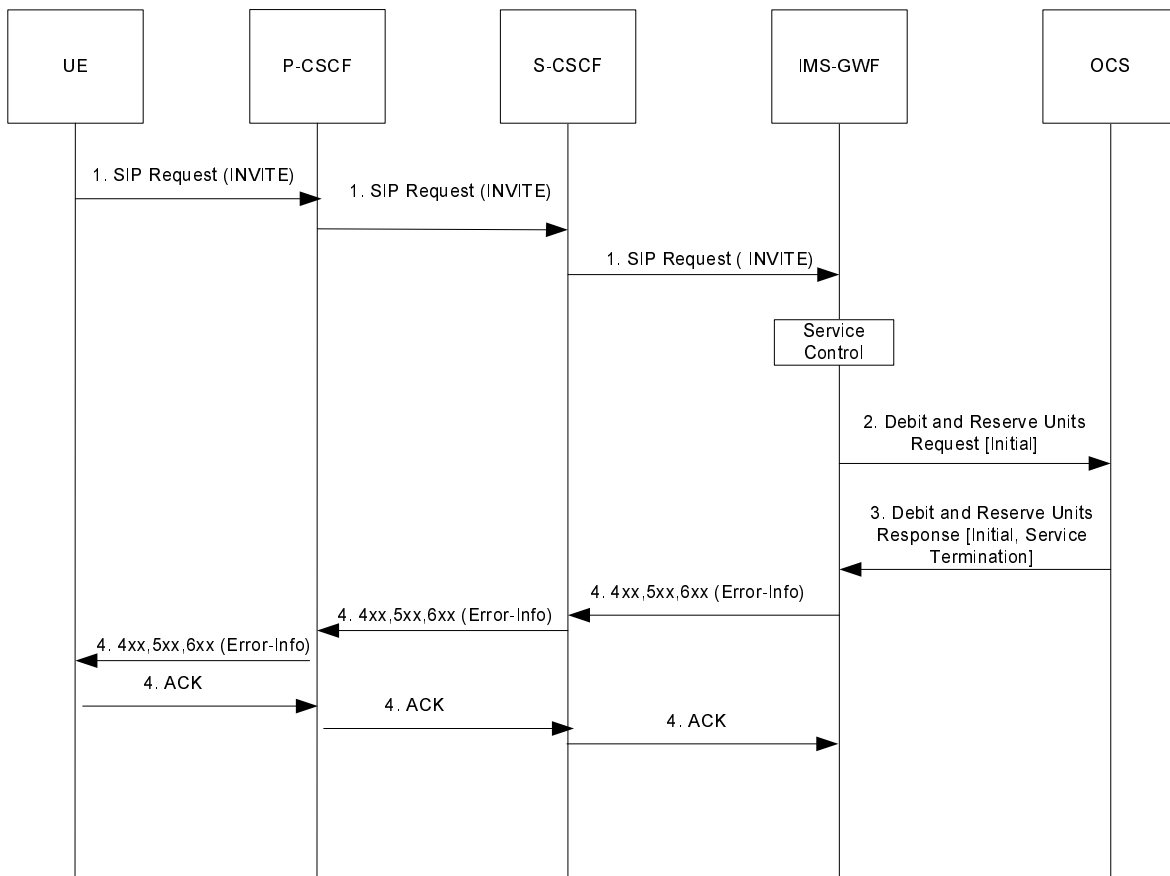 UE
P-CSCF
S-CSCF
IMS-GWF
OCS
1. SIP Request (INVITE)
1. SIP Request (INVITE)
1. SIP Request ( INVITE)
Service
Control
2. Debit and Reserve Units
Request [Initial]
3. Debit and Reserve Units
Response [Initial, Service
Termination]
4. 4xx,5xx,6xx (Error-Info)
4. 4xx,5xx,6xx (Error-Info)
4. 4xx,5xx,6xx (Error-Info)
4. ACK
4. ACK
4. ACK